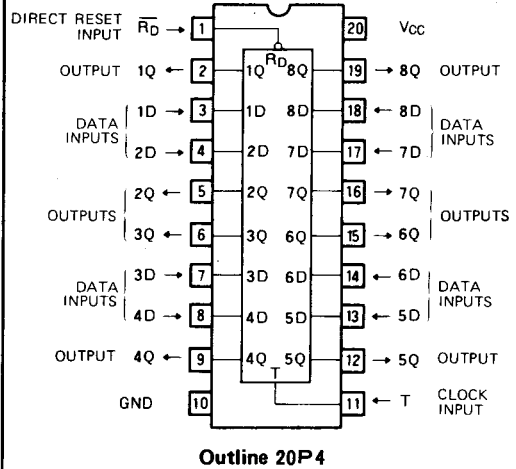 DIRECT RESET
INPUT R̅D → 1
20 VCC
OUTPUT 1Q ← 2
19 → 8Q OUTPUT
RD
1Q 8Q
DATA
INPUTS
1D → 3
2D → 4
1D 8D
2D 7D
18 ← 8D
17 ← 7D
DATA
INPUTS
OUTPUTS
2Q ← 5
3Q ← 6
2Q 7Q
3Q 6Q
16 → 7Q
15 → 6Q
OUTPUTS
DATA
INPUTS
3D → 7
4D → 8
3D 6D
4D 5D
14 ← 6D
13 ← 5D
DATA
INPUTS
OUTPUT 4Q ← 9
4Q 5Q
12 → 5Q OUTPUT
T
GND 10
11 ← T CLOCK
INPUT
Outline 20P4